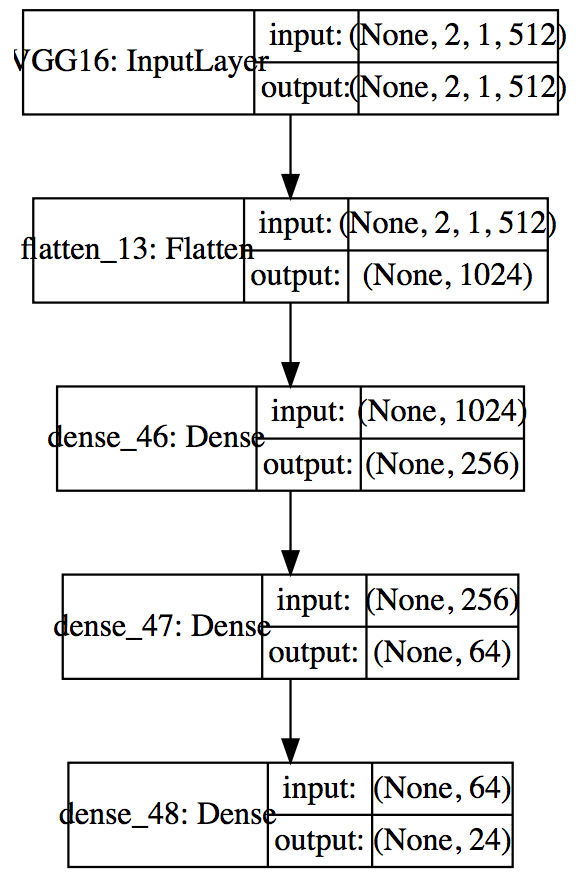 VGG16: InputLayer
input: (None, 2, 1, 512)
output: (None, 2, 1, 512)
flatten_13: Flatten
input: (None, 2, 1, 512)
output: (None, 1024)
dense_46: Dense
input: (None, 1024)
output: (None, 256)
dense_47: Dense
input: (None, 256)
output: (None, 64)
dense_48: Dense
input: (None, 64)
output: (None, 24)